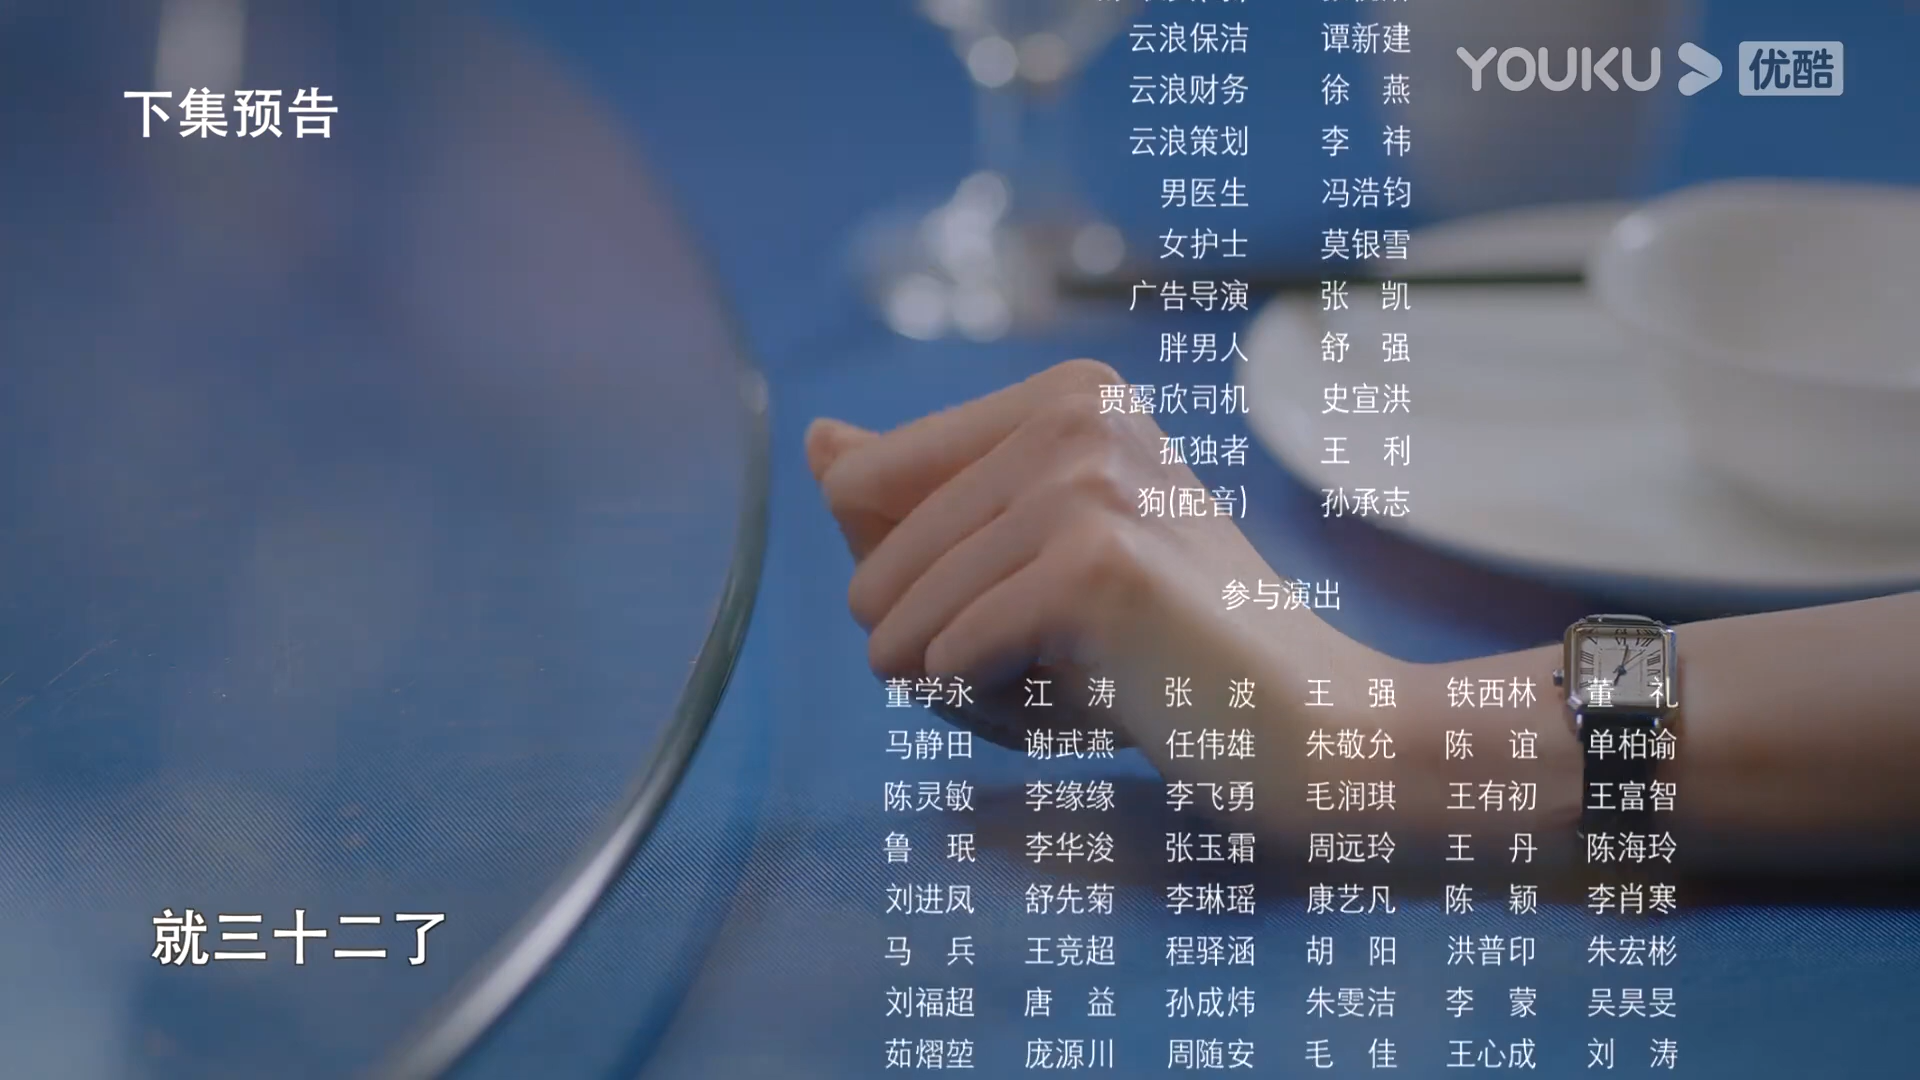 下集预告
YOUKU 优酷
云浪保洁 谭新建
云浪财务 徐 燕
云浪策划 李 祎
男医生 冯浩钧
女护士 莫银雪
广告导演 张 凯
胖男人 舒 强
贾露欣司机 史宣洪
孤独者 王 利
狗(配音) 孙承志
参与演出
董学永 江 涛 张 波 王 强 铁西林 董 礼
马静田 谢武燕 任伟雄 朱敬允 陈 谊 单柏谕
陈灵敏 李缘缘 李飞勇 毛润琪 王有初 王富智
鲁 珉 李华浚 张玉霜 周远玲 王 丹 陈海玲
刘进凤 舒先菊 李琳瑶 康艺凡 陈 颖 李肖寒
马 兵 王竞超 程驿涵 胡 阳 洪普印 朱宏彬
刘福超 唐 益 孙成炜 朱雯洁 李 蒙 吴昊旻
茹熠堃 庞源川 周随安 毛 佳 王心成 刘 涛
就三十二了